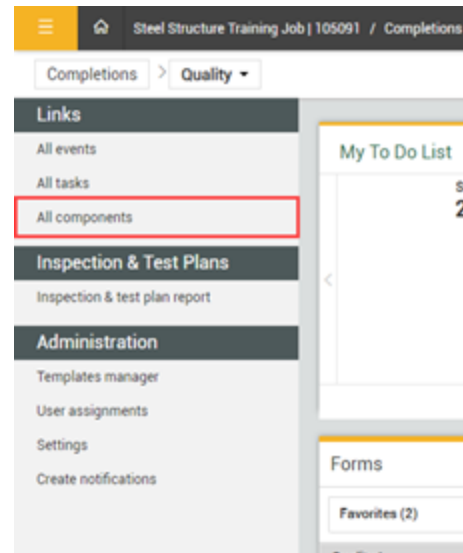 Steel Structure Training Job | 105091 / Completions
Completions > Quality
Links
All events
All tasks
All components
Inspection & Test Plans
Inspection & test plan report
Administration
Templates manager
User assignments
Settings
Create notifications
My To Do List
Forms
Favorites (2)